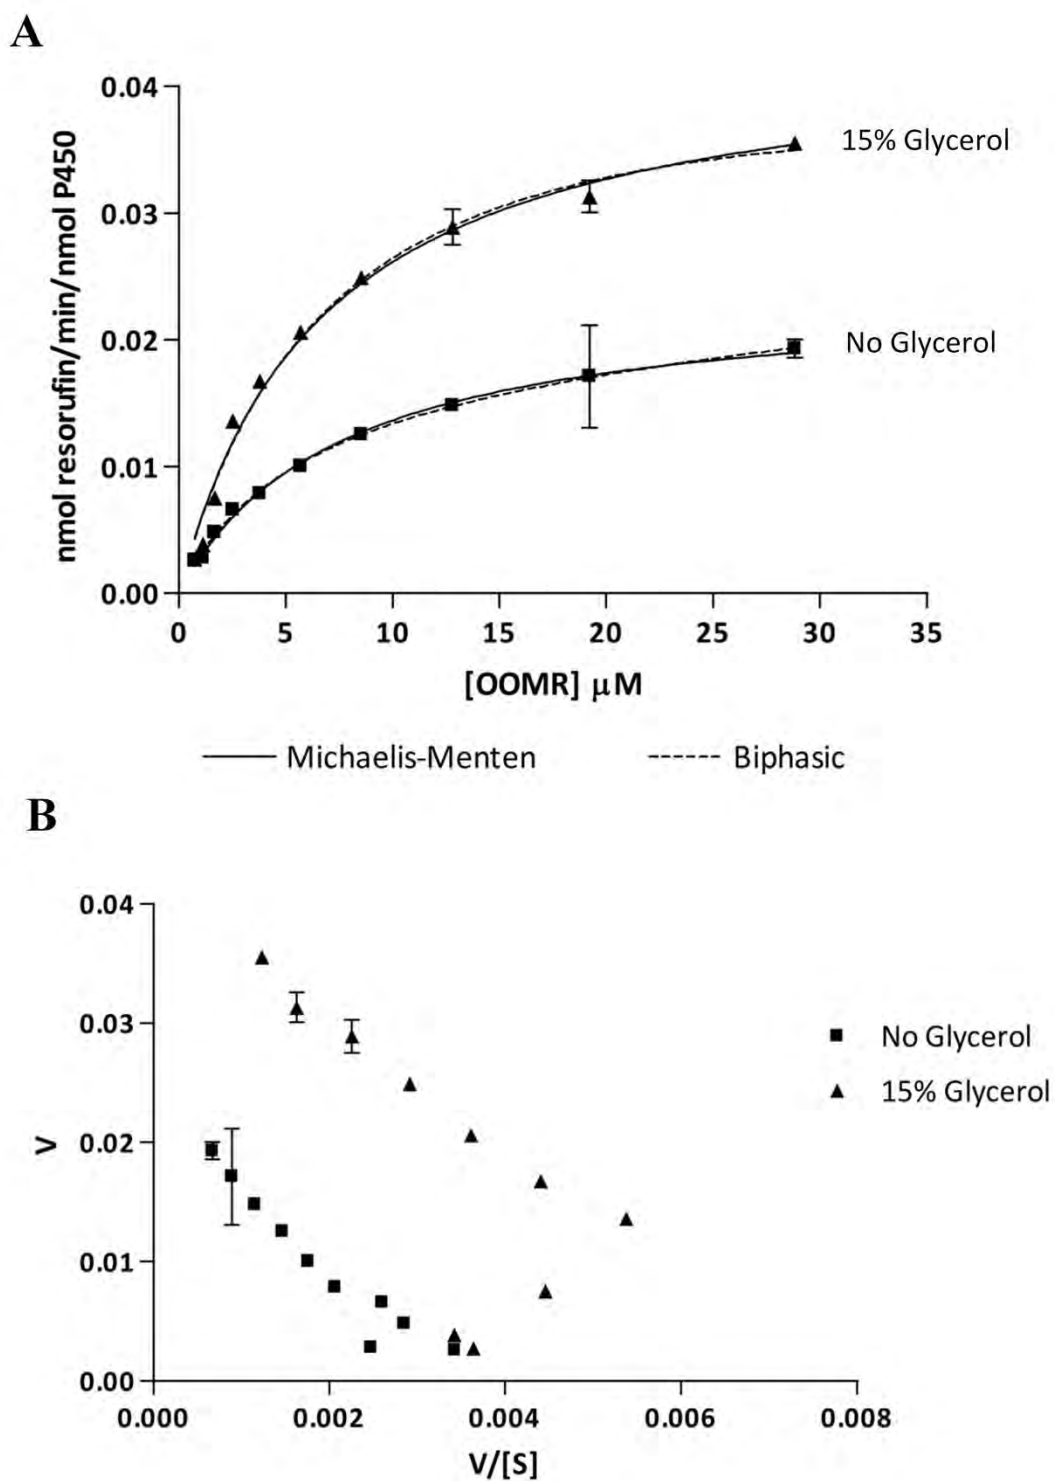 A
0.04
0.03
0.02
0.01
0.00
nmol resorufin/min/nmol P450
15% Glycerol
No Glycerol
0 5 10 15 20 25 30 35
[OOMR] μM
Michaelis-Menten Biphasic
B
0.04
0.03
0.02
0.01
0.00
V
No Glycerol
15% Glycerol
0.000 0.002 0.004 0.006 0.008
V/[S]